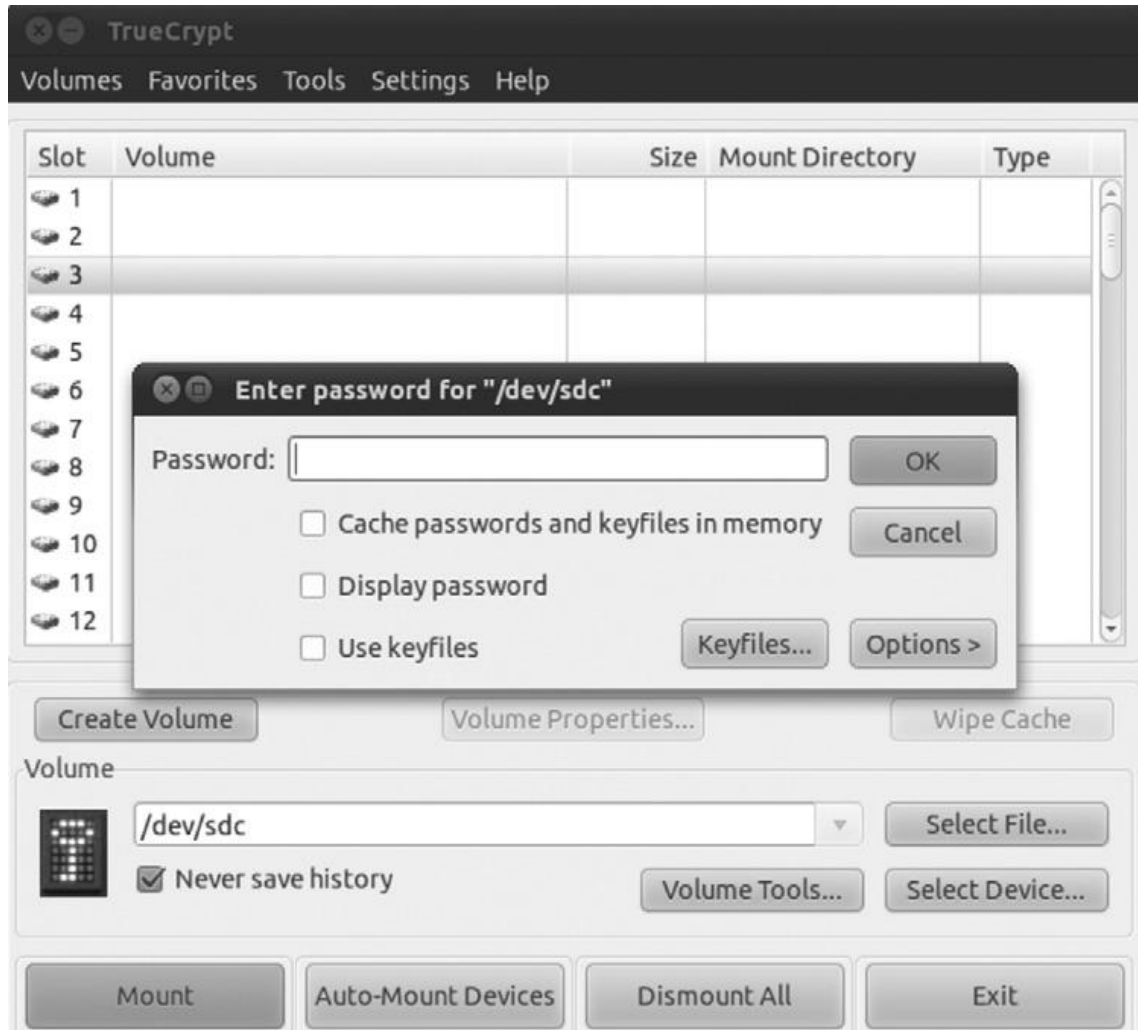 TrueCrypt
Volumes Favorites Tools Settings Help
Slot Volume Size Mount Directory Type
1
2
3
4
5
6
7
8
9
10
11
12
Enter password for "/dev/sdc"
Password: OK
Cache passwords and keyfiles in memory Cancel
Display password
Use keyfiles Keyfiles... Options >
Create Volume Volume Properties... Wipe Cache
Volume
/dev/sdc Select File...
Never save history Volume Tools... Select Device...
Mount Auto-Mount Devices Dismount All Exit